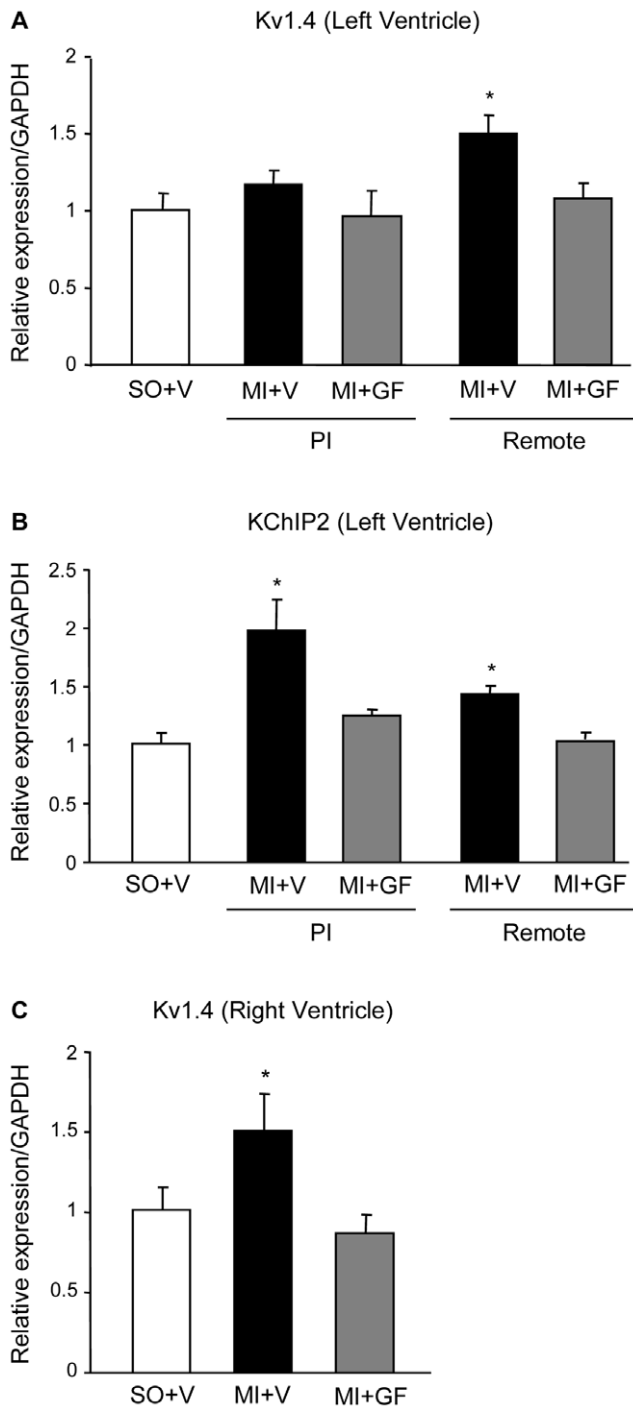 A
Kv1.4 (Left Ventricle)
Relative expression/GAPDH
2
1.5
1
0.5
0
*
SO+V MI+V MI+GF MI+V MI+GF
PI Remote
B
KChIP2 (Left Ventricle)
Relative expression/GAPDH
2.5
2
1.5
1
0.5
0
*
*
SO+V MI+V MI+GF MI+V MI+GF
PI Remote
C
Kv1.4 (Right Ventricle)
Relative expression/GAPDH
2
1.5
1
0.5
0
*
SO+V MI+V MI+GF